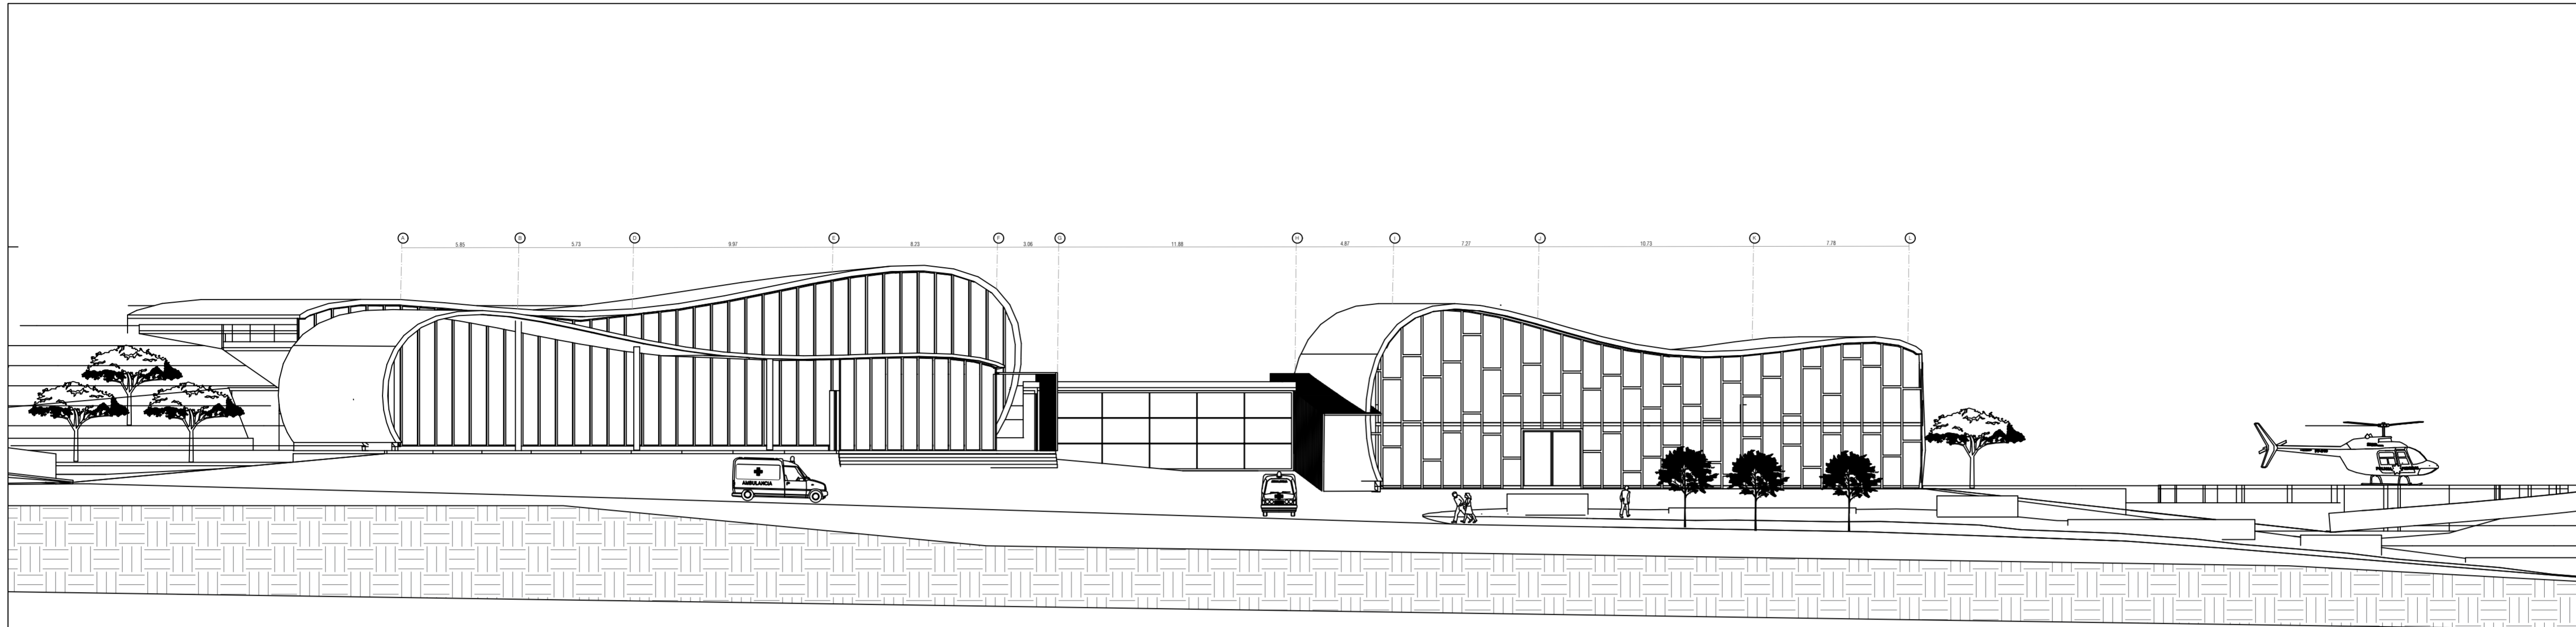 A B D E F G H I J K L
5.85 5.73 9.97 8.23 3.06 11.88 4.87 7.27 10.73 7.78
AMBULANCIA